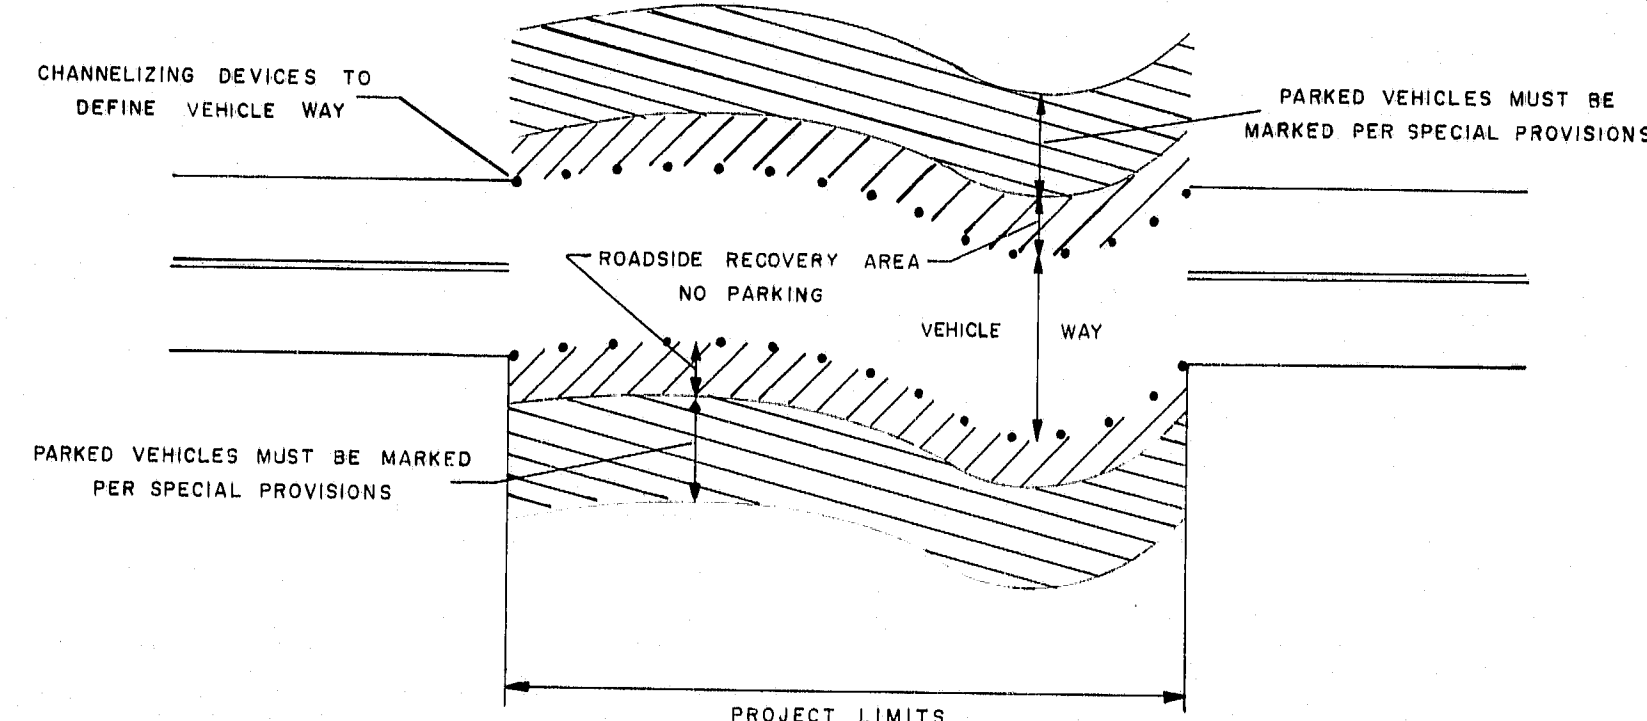 CHANNELIZING DEVICES TO
DEFINE VEHICLE WAY
PARKED VEHICLES MUST BE
MARKED PER SPECIAL PROVISIONS
ROADSIDE RECOVERY AREA
NO PARKING
VEHICLE WAY
PARKED VEHICLES MUST BE MARKED
PER SPECIAL PROVISIONS
PROJECT LIMITS